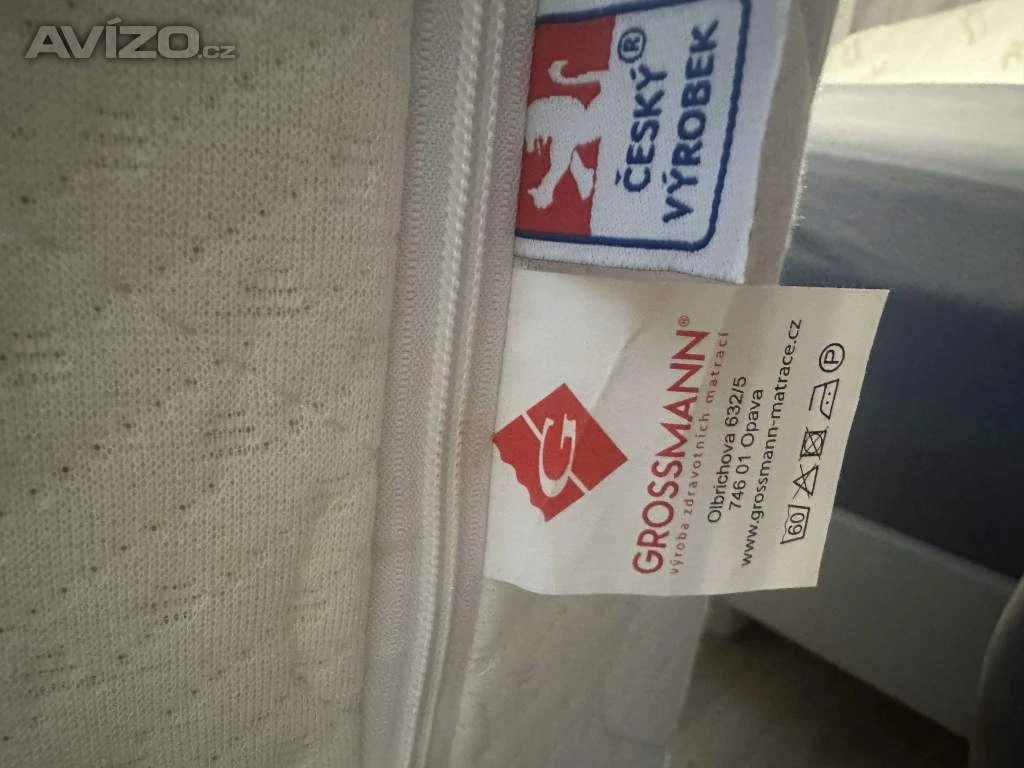 AVÍZO.cz
ČESKÝ®
VÝROBEK
G
GROSSMANN®
výroba zdravotních matrací
Olbrichova 632/5
746 01 Opava
www.grossmann-matrace.cz
60 P